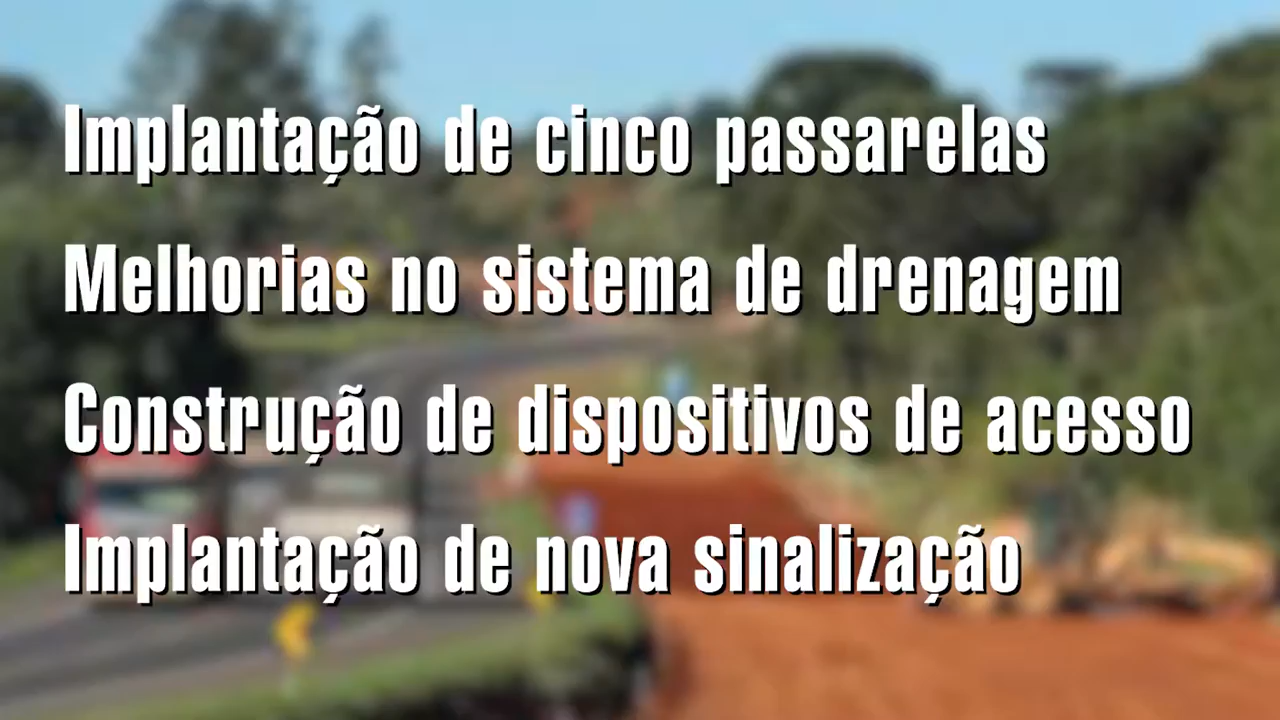 Implantação de cinco passarelas
Melhorias no sistema de drenagem
Construção de dispositivos de acesso
Implantação de nova sinalização